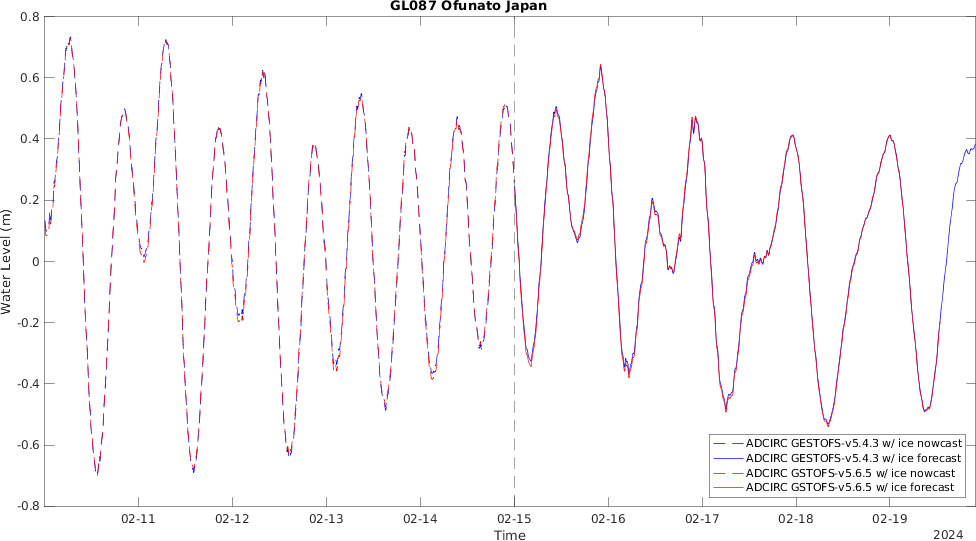 GL087 Ofunato Japan
0.8
0.6
0.4
0.2
0
-0.2
-0.4
-0.6
-0.8
Water Level (m)
02-11
02-12
02-13
02-14
02-15
02-16
02-17
02-18
02-19
Time
2024
ADCIRC GESTOFS-v5.4.3 w/ ice nowcast
ADCIRC GESTOFS-v5.4.3 w/ ice forecast
ADCIRC GSTOFS-v5.6.5 w/ ice nowcast
ADCIRC GSTOFS-v5.6.5 w/ ice forecast